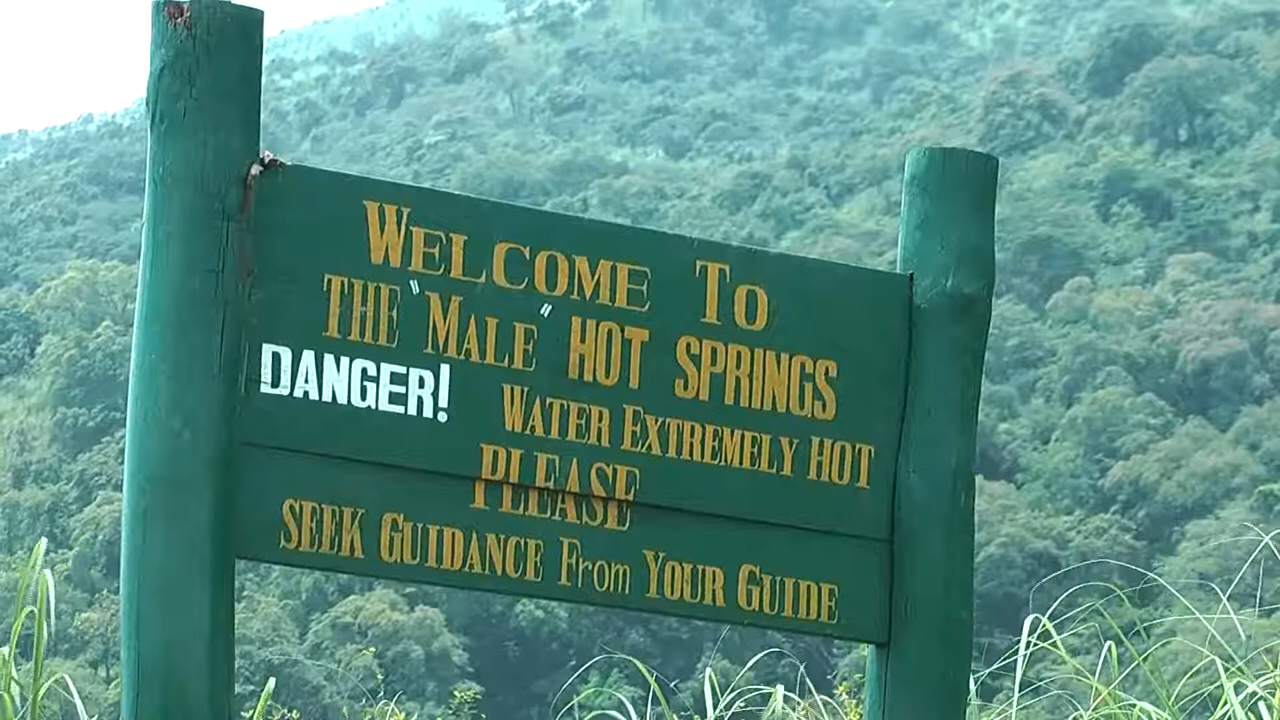 WELCOME TO
THE "MALE" HOT SPRINGS
DANGER! WATER EXTREMELY HOT
PLEASE
SEEK GUIDANCE From YOUR GUIDE